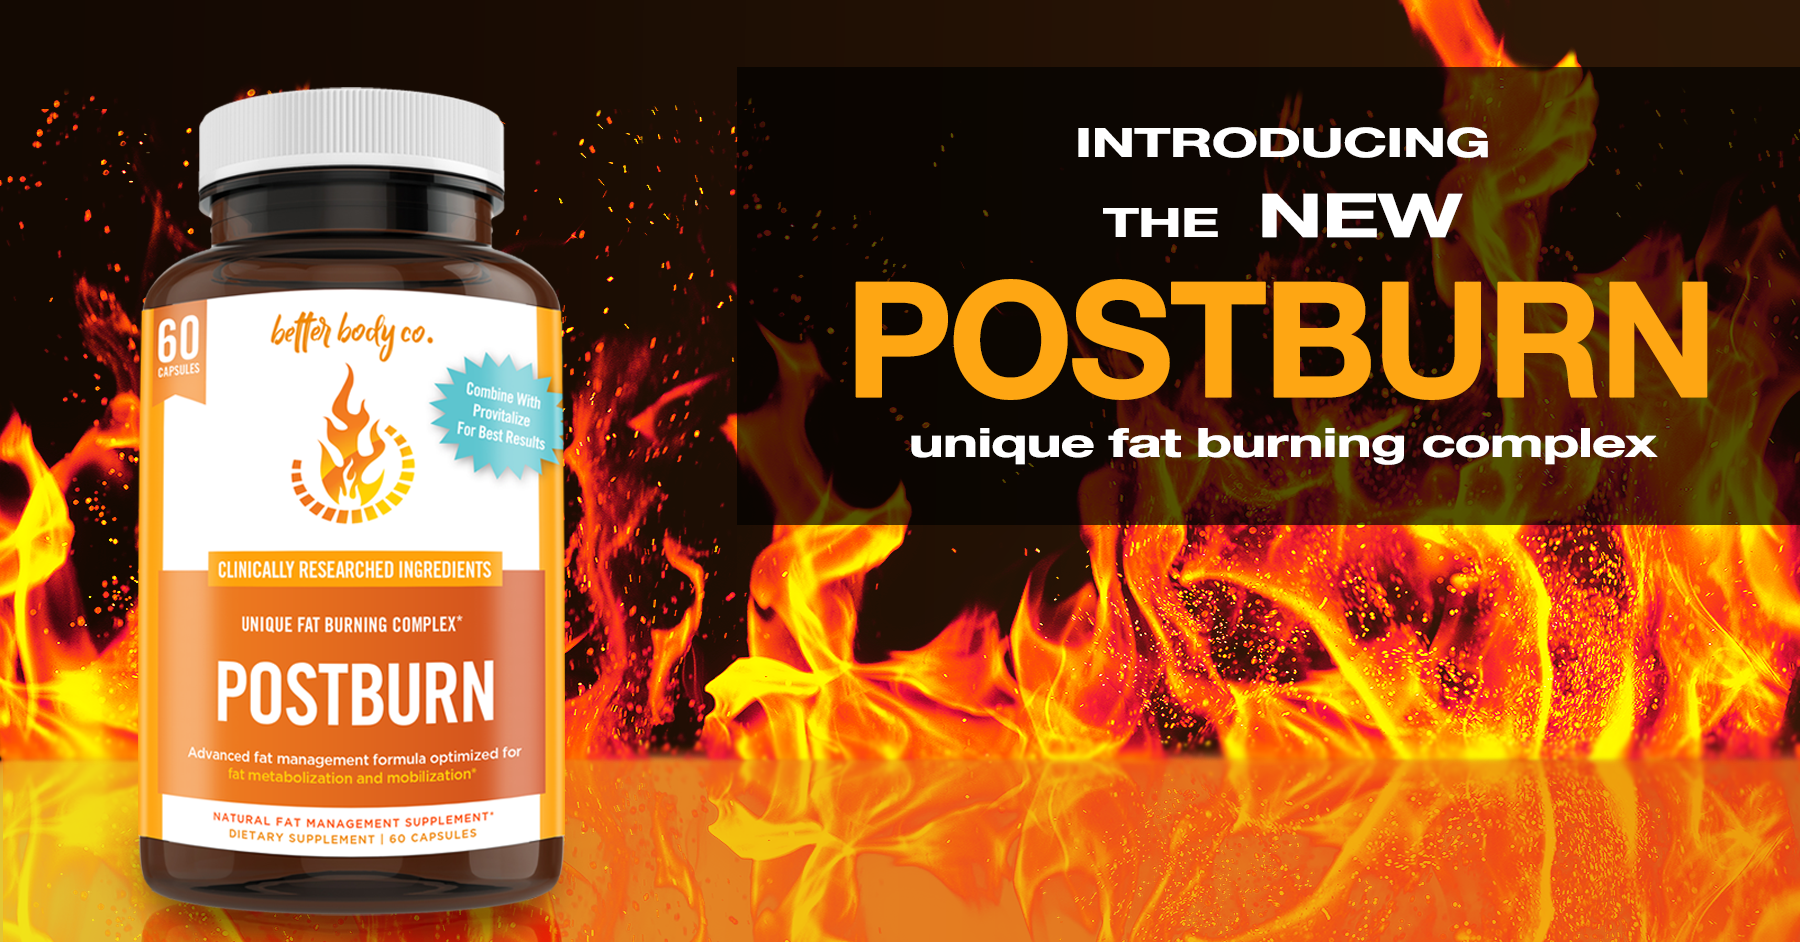 60
CAPSULES
better body co.
Combine With
Provitalize
For Best Results
CLINICALLY RESEARCHED INGREDIENTS
UNIQUE FAT BURNING COMPLEX*
POSTBURN
Advanced fat management formula optimized for
fat metabolization and mobilization*
NATURAL FAT MANAGEMENT SUPPLEMENT*
DIETARY SUPPLEMENT | 60 CAPSULES
INTRODUCING
THE NEW
POSTBURN
unique fat burning complex